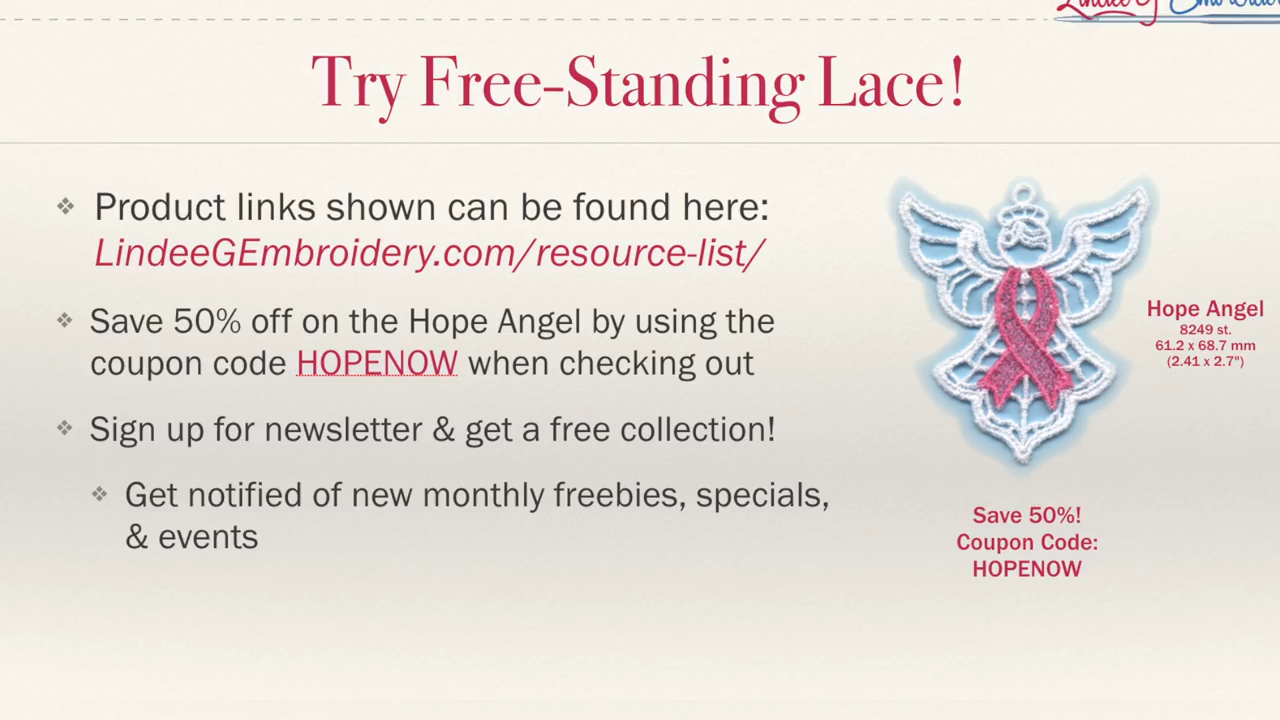 Try Free-Standing Lace!
Product links shown can be found here:
LindeeGEmbroidery.com/resource-list/
Save 50% off on the Hope Angel by using the
coupon code HOPENOW when checking out
Sign up for newsletter & get a free collection!
Get notified of new monthly freebies, specials,
& events
Hope Angel
8249 st.
61.2 x 68.7 mm
(2.41 x 2.7")
Save 50%!
Coupon Code:
HOPENOW